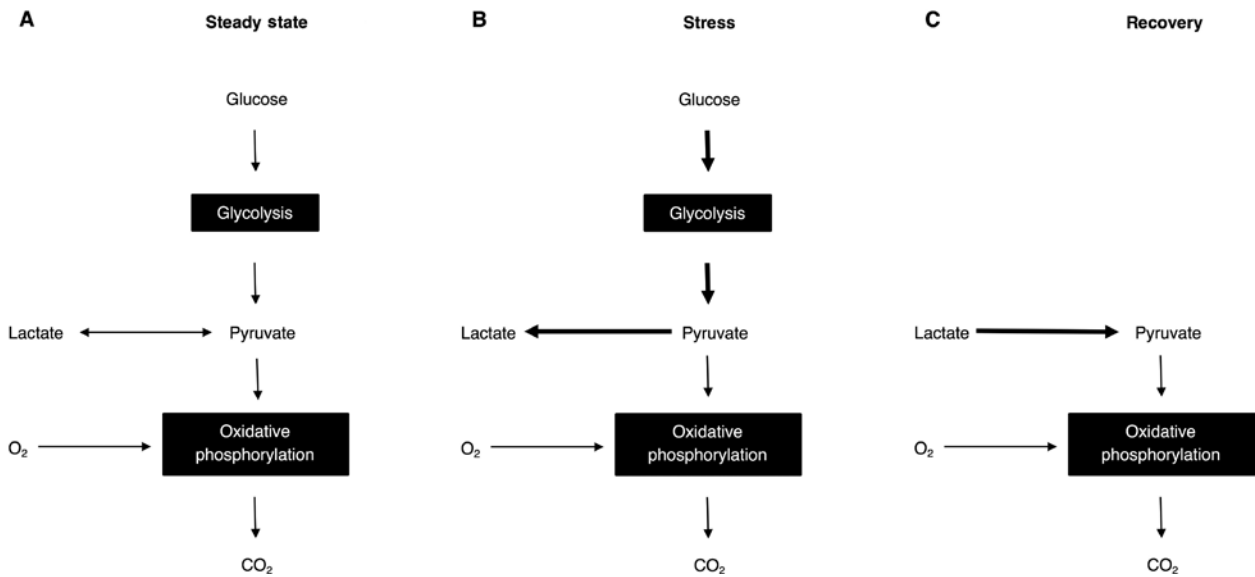 A Steady state
Glucose
Glycolysis
Lactate Pyruvate
O₂ Oxidative
phosphorylation
CO₂
B Stress
Glucose
Glycolysis
Lactate Pyruvate
O₂ Oxidative
phosphorylation
CO₂
C Recovery
Lactate Pyruvate
O₂ Oxidative
phosphorylation
CO₂